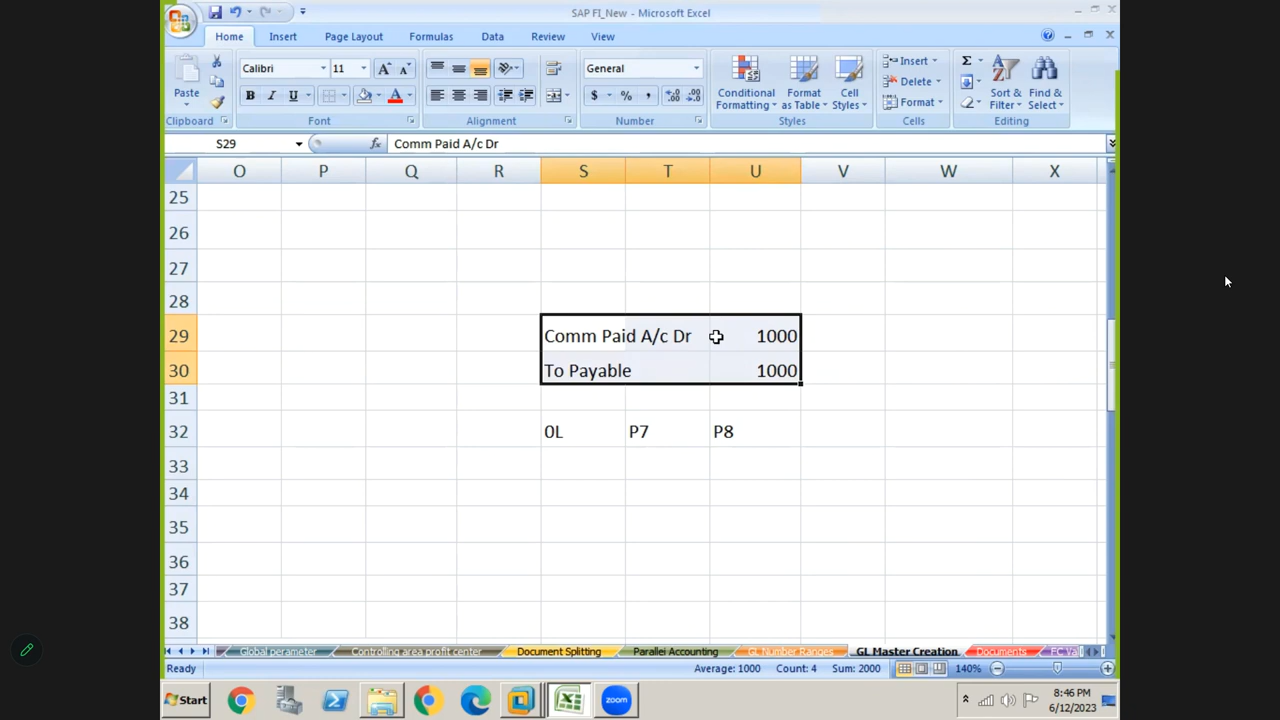 SAP FI_New - Microsoft Excel
Home Insert Page Layout Formulas Data Review View
Paste
Calibri 11
General
Conditional Formatting
Format as Table
Cell Styles
Insert
Delete
Format
Sort & Filter
Find & Select
Clipboard Font Alignment Number Styles Cells Editing
S29 fx Comm Paid A/c Dr
O P Q R S T U V W X
25
26
27
28
29 Comm Paid A/c Dr 1000
30 To Payable 1000
31
32 0L P7 P8
33
34
35
36
37
38
Global perameter Controlling area profit center Document Splitting Parallel Accounting GL Number Ranges GL Master Creation Documents FC Va
Ready Average: 1000 Count: 4 Sum: 2000 140%
Start zoom 8:46 PM
6/12/2023